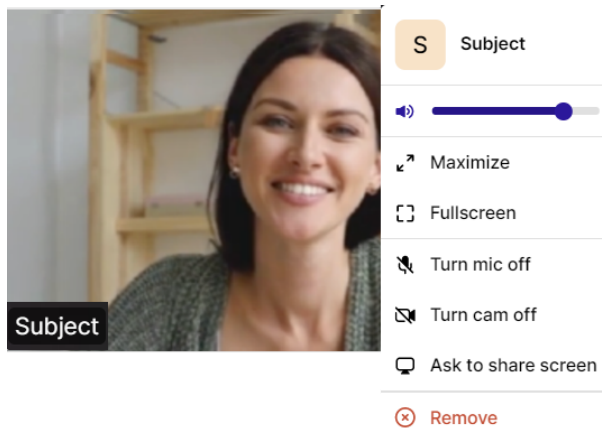 S
Subject
Maximize
Fullscreen
Turn mic off
Turn cam off
Ask to share screen
Remove
Subject